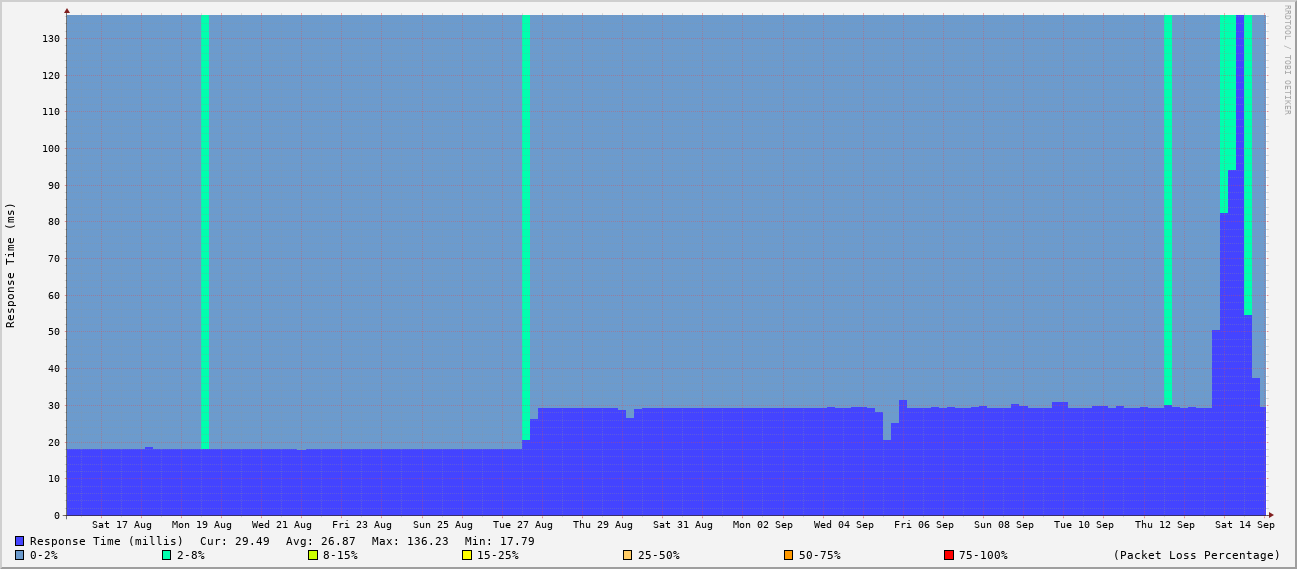 RRDTOOL / TOBI OETIKER
Response Time (ms)
130
120
110
100
90
80
70
60
50
40
30
20
10
0
Sat 17 Aug Mon 19 Aug Wed 21 Aug Fri 23 Aug Sun 25 Aug Tue 27 Aug Thu 29 Aug Sat 31 Aug Mon 02 Sep Wed 04 Sep Fri 06 Sep Sun 08 Sep Tue 10 Sep Thu 12 Sep Sat 14 Sep
Response Time (millis) Cur: 29.49 Avg: 26.87 Max: 136.23 Min: 17.79
0-2% 2-8% 8-15% 15-25% 25-50% 50-75% 75-100% (Packet Loss Percentage)